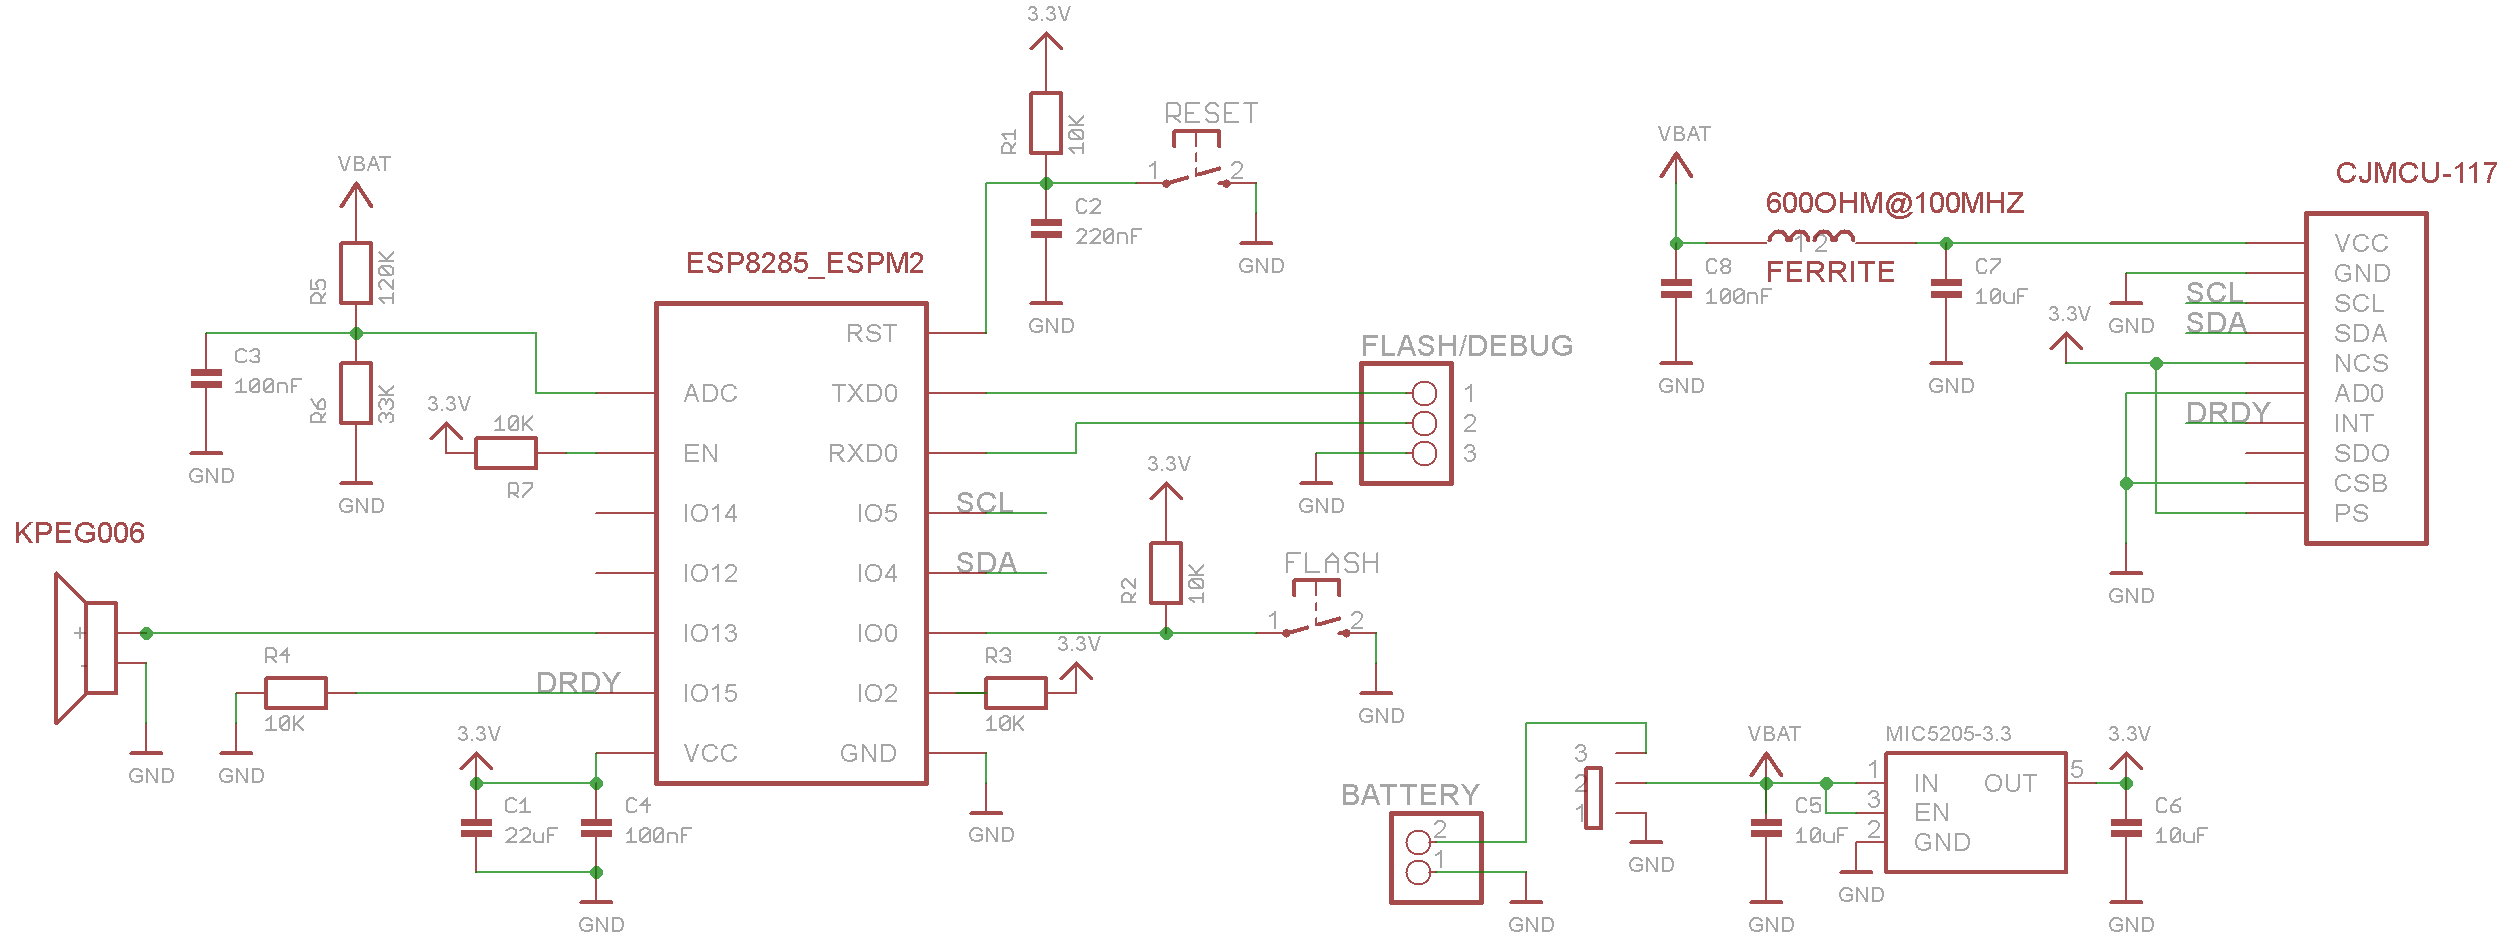 3.3V
R1
10K
RESET
1
2
C2
220nF
GND
GND
VBAT
R5
120K
C3
100nF
R6
33K
GND
GND
3.3V
10K
R7
KPEG006
+
-
GND
R4
10K
GND
DRDY
ESP8285_ESPM2
RST
ADC
TXD0
EN
RXD0
IO14
IO5
IO12
IO4
IO13
IO0
IO15
IO2
VCC
GND
SCL
SDA
3.3V
C1
22uF
C4
100nF
GND
GND
FLASH/DEBUG
1
2
3
GND
3.3V
R2
10K
FLASH
1
2
GND
R3
10K
3.3V
VBAT
600OHM@100MHZ
1
2
FERRITE
C8
100nF
GND
C7
10uF
GND
CJMCU-117
VCC
GND
SCL
SDA
NCS
AD0
INT
SDO
CSB
PS
SCL
SDA
DRDY
GND
3.3V
GND
BATTERY
2
1
GND
3
2
1
GND
VBAT
C5
10uF
GND
MIC5205-3.3
1
IN
OUT
5
3
EN
2
GND
GND
3.3V
C6
10uF
GND